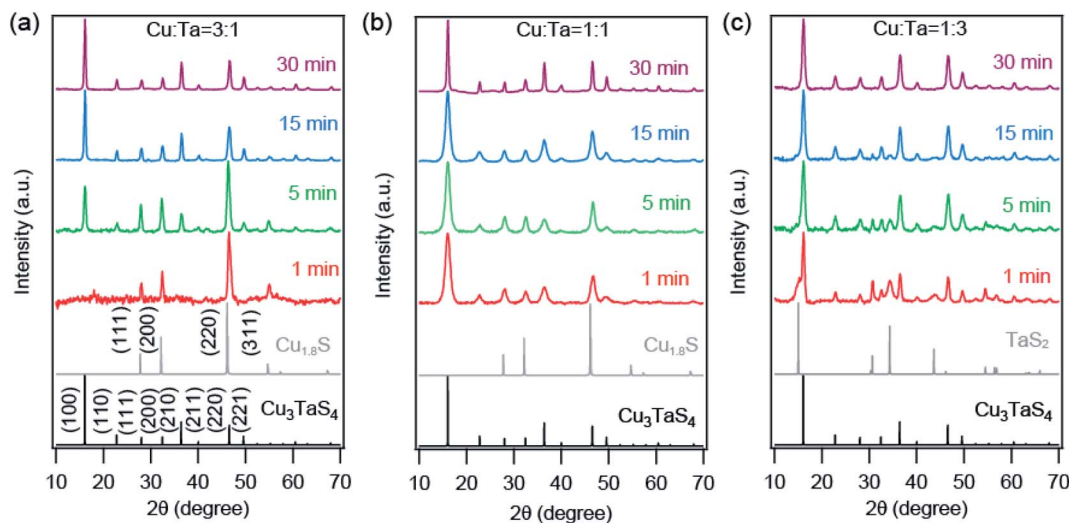 (a)
Cu:Ta=3:1
30 min
15 min
5 min
1 min
(111)
(200)
(220)
(311)
Cu₁.₈S
(100)
(110)
(111)
(200)
(210)
(211)
(220)
(221)
Cu₃TaS₄
Intensity (a.u.)
10 20 30 40 50 60 70
2θ (degree)
(b)
Cu:Ta=1:1
30 min
15 min
5 min
1 min
Cu₁.₈S
Cu₃TaS₄
Intensity (a.u.)
10 20 30 40 50 60 70
2θ (degree)
(c)
Cu:Ta=1:3
30 min
15 min
5 min
1 min
TaS₂
Cu₃TaS₄
Intensity (a.u.)
10 20 30 40 50 60 70
2θ (degree)